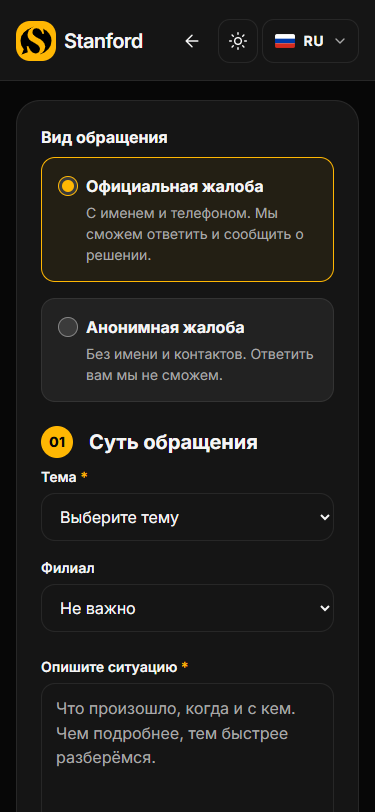 Stanford
RU
Вид обращения
Официальная жалоба
С именем и телефоном. Мы
сможем ответить и сообщить о
решении.
Анонимная жалоба
Без имени и контактов. Ответить
вам мы не сможем.
01 Суть обращения
Тема *
Выберите тему
Филиал
Не важно
Опишите ситуацию *
Что произошло, когда и с кем.
Чем подробнее, тем быстрее
разберёмся.